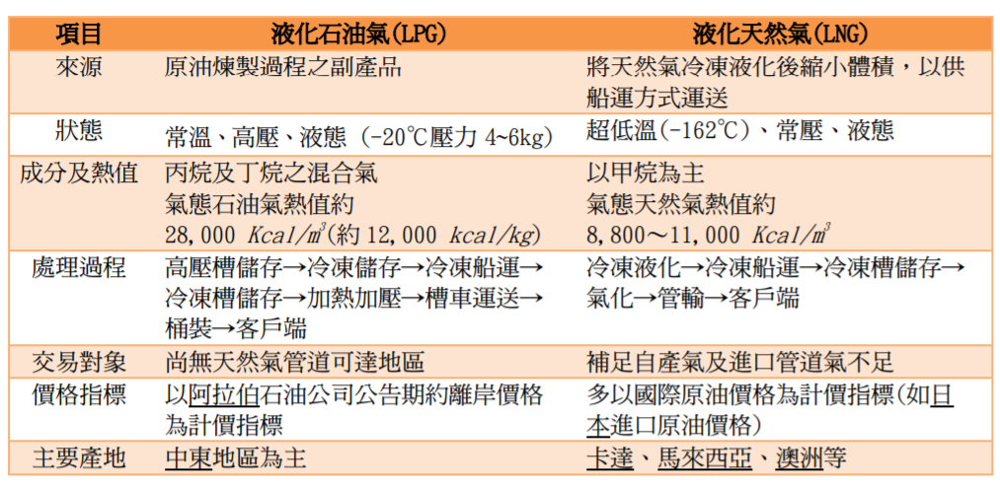 項目 液化石油氣(LPG) 液化天然氣(LNG)
來源 原油煉製過程之副產品 將天然氣冷凍液化後縮小體積，以供
船運方式運送
狀態 常溫、高壓、液態 (-20℃壓力 4~6kg) 超低溫(-162℃)、常壓、液態
成分及熱值 丙烷及丁烷之混合氣 以甲烷為主
氣態石油氣熱值約 氣態天然氣熱值約
28,000 Kcal/㎥(約 12,000 kcal/kg) 8,800～11,000 Kcal/㎥
處理過程 高壓槽儲存→冷凍儲存→冷凍船運→ 冷凍液化→冷凍船運→冷凍槽儲存→
冷凍槽儲存→加熱加壓→槽車運送→ 氣化→管輸→客戶端
桶裝→客戶端
交易對象 尚無天然氣管道可達地區 補足自產氣及進口管道氣不足
價格指標 以阿拉伯石油公司公告期約離岸價格 多以國際原油價格為計價指標(如日
為計價指標 本進口原油價格)
主要產地 中東地區為主 卡達、馬來西亞、澳洲等